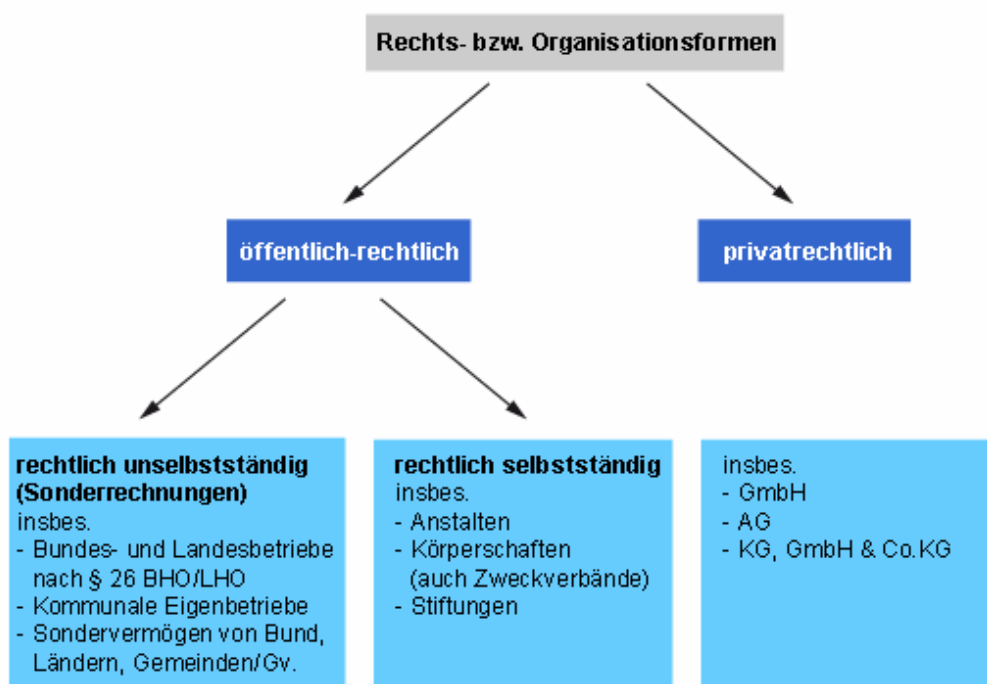 Rechts- bzw. Organisationsformen
öffentlich-rechtlich
privatrechtlich
rechtlich unselbstständig
(Sonderrechnungen)
insbes.
- Bundes- und Landesbetriebe
nach § 26 BHO/LHO
- Kommunale Eigenbetriebe
- Sondervermögen von Bund,
Ländern, Gemeinden/Gv.
rechtlich selbstständig
insbes.
- Anstalten
- Körperschaften
(auch Zweckverbände)
- Stiftungen
insbes.
- GmbH
- AG
- KG, GmbH & Co.KG